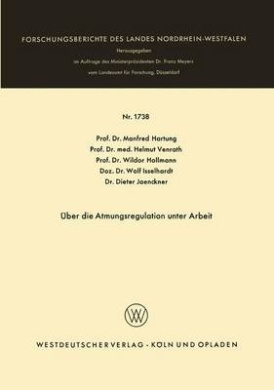 FORSCHUNGSBERICHTE DES LANDES NORDRHEIN-WESTFALEN
Herausgegeben
im Auftrage des Ministerpräsidenten Dr. Franz Meyers
vom Landesamt für Forschung, Düsseldorf
Nr. 1738
Prof. Dr. Manfred Hartung
Prof. Dr. med. Helmut Venrath
Prof. Dr. Wildor Hollmann
Doz. Dr. Wolf Isselhardt
Dr. Dieter Jaenckner
Über die Atmungsregulation unter Arbeit
WESTDEUTSCHER VERLAG · KÖLN UND OPLADEN